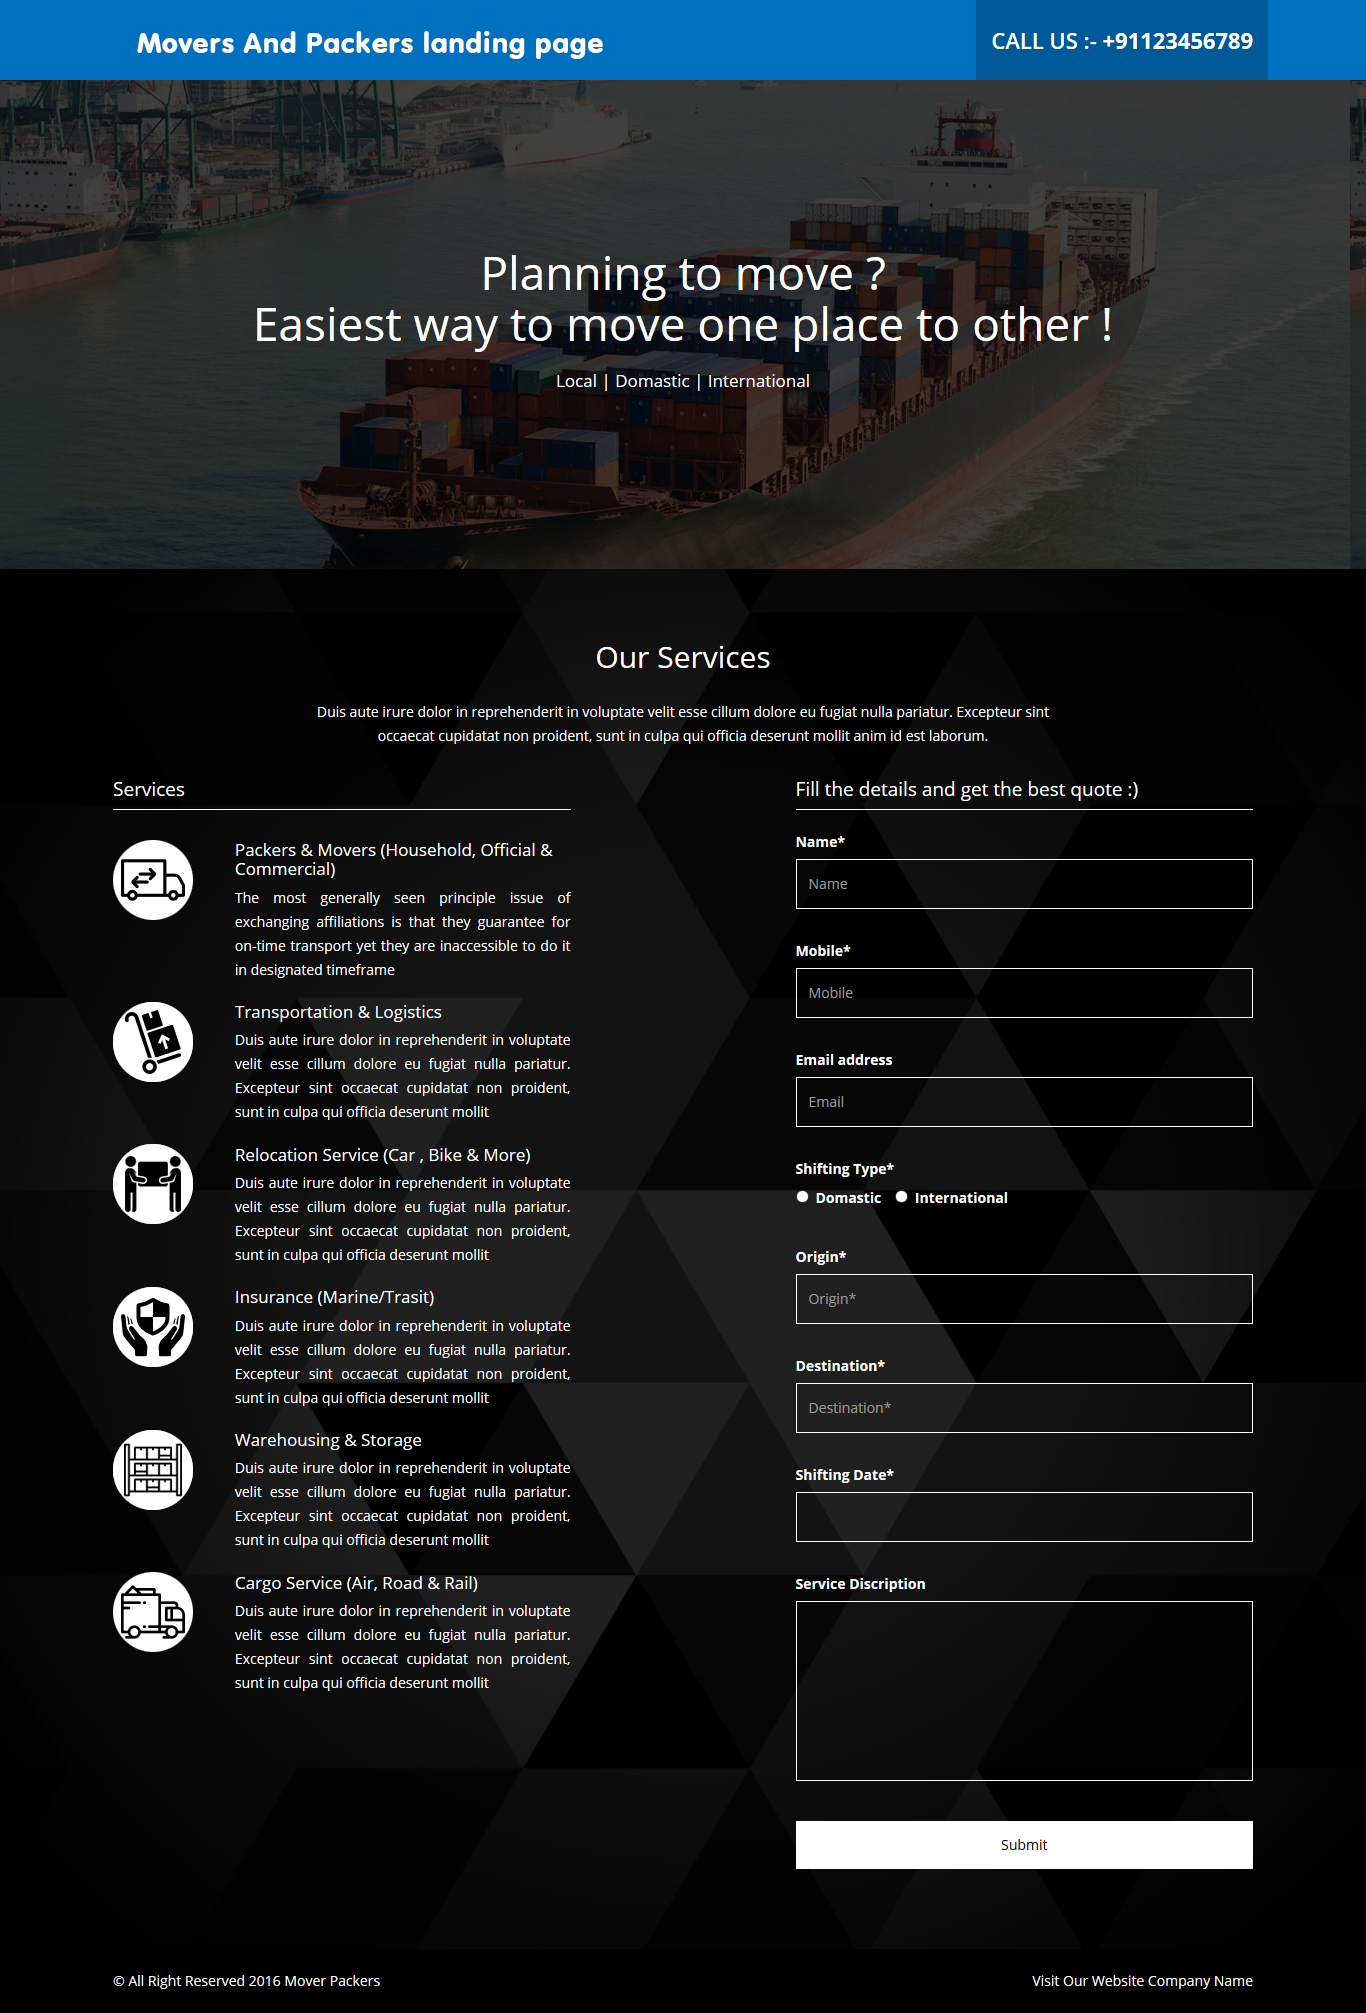 Movers And Packers landing page
CALL US :- +91123456789
Planning to move ?
Easiest way to move one place to other !
Local | Domastic | International
Our Services
Duis aute irure dolor in reprehenderit in voluptate velit esse cillum dolore eu fugiat nulla pariatur. Excepteur sint
occaecat cupidatat non proident, sunt in culpa qui officia deserunt mollit anim id est laborum.
Services
Packers & Movers (Household, Official &
Commercial)
The most generally seen principle issue of
exchanging affiliations is that they guarantee for
on-time transport yet they are inaccessible to do it
in designated timeframe
Transportation & Logistics
Duis aute irure dolor in reprehenderit in voluptate
velit esse cillum dolore eu fugiat nulla pariatur.
Excepteur sint occaecat cupidatat non proident,
sunt in culpa qui officia deserunt mollit
Relocation Service (Car , Bike & More)
Duis aute irure dolor in reprehenderit in voluptate
velit esse cillum dolore eu fugiat nulla pariatur.
Excepteur sint occaecat cupidatat non proident,
sunt in culpa qui officia deserunt mollit
Insurance (Marine/Trasit)
Duis aute irure dolor in reprehenderit in voluptate
velit esse cillum dolore eu fugiat nulla pariatur.
Excepteur sint occaecat cupidatat non proident,
sunt in culpa qui officia deserunt mollit
Warehousing & Storage
Duis aute irure dolor in reprehenderit in voluptate
velit esse cillum dolore eu fugiat nulla pariatur.
Excepteur sint occaecat cupidatat non proident,
sunt in culpa qui officia deserunt mollit
Cargo Service (Air, Road & Rail)
Duis aute irure dolor in reprehenderit in voluptate
velit esse cillum dolore eu fugiat nulla pariatur.
Excepteur sint occaecat cupidatat non proident,
sunt in culpa qui officia deserunt mollit
Fill the details and get the best quote :)
Name*
Name
Mobile*
Mobile
Email address
Email
Shifting Type*
Domastic International
Origin*
Origin*
Destination*
Destination*
Shifting Date*
Service Discription
Submit
© All Right Reserved 2016 Mover Packers
Visit Our Website Company Name